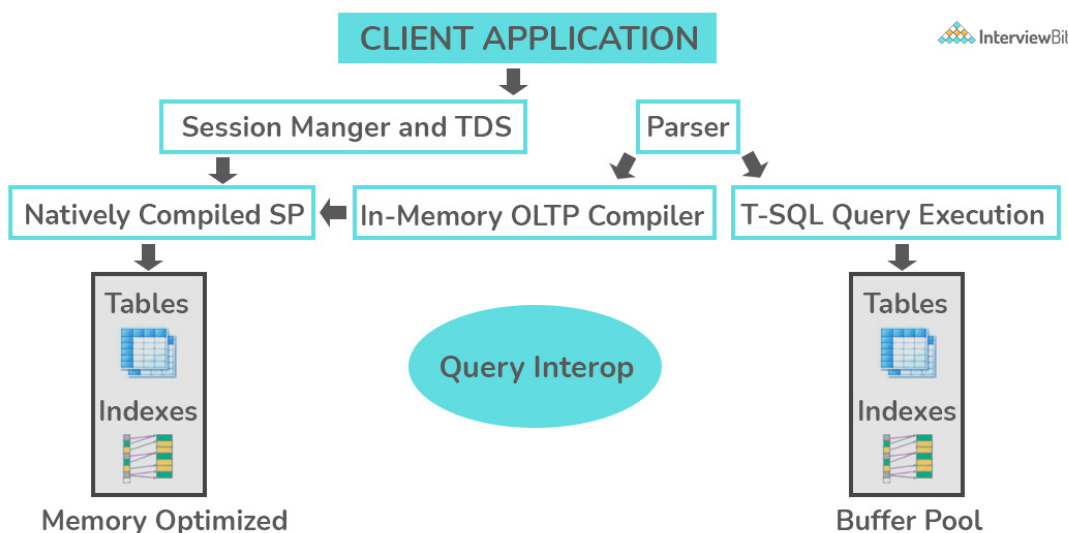 CLIENT APPLICATION
InterviewBit
Session Manger and TDS
Parser
Natively Compiled SP
In-Memory OLTP Compiler
T-SQL Query Execution
Tables
Indexes
Memory Optimized
Query Interop
Tables
Indexes
Buffer Pool